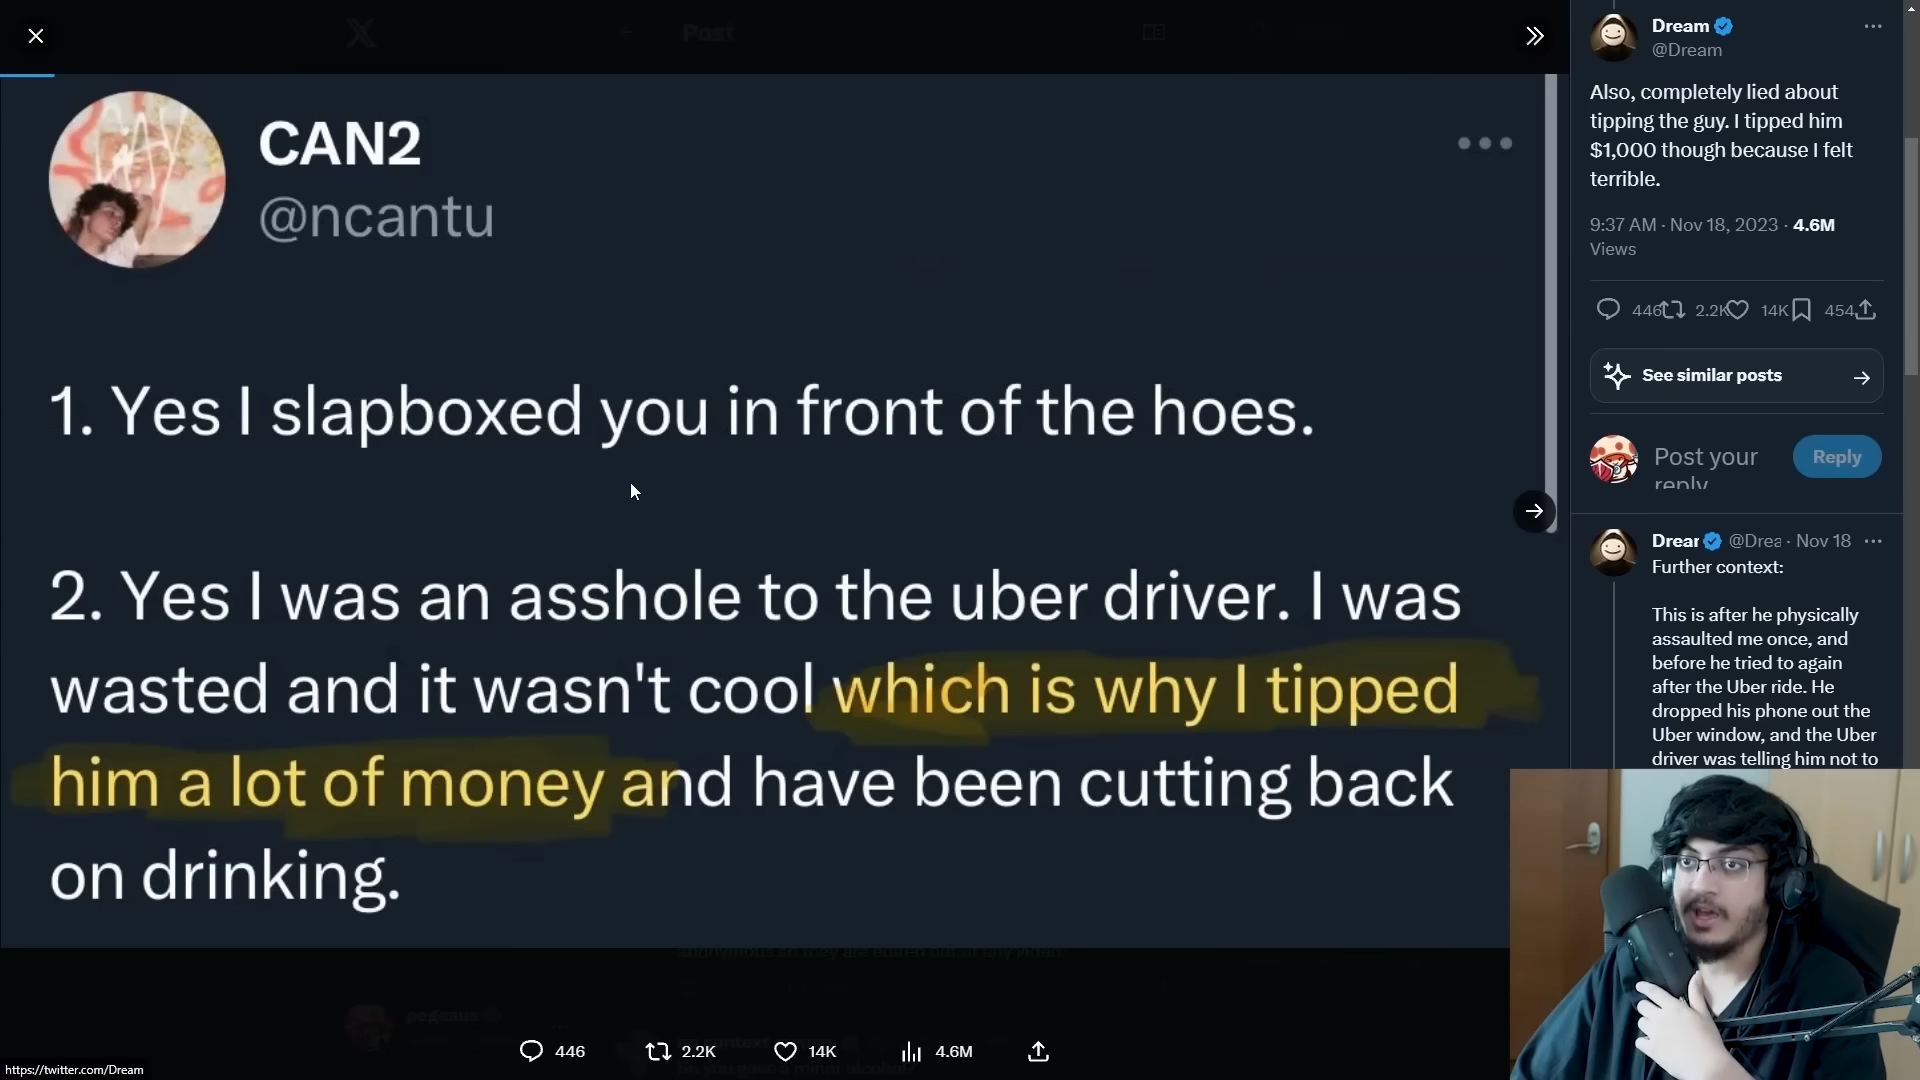 Post
CAN2
@ncantu
1. Yes I slapboxed you in front of the hoes.
2. Yes I was an asshole to the uber driver. I was
wasted and it wasn't cool which is why I tipped
him a lot of money and have been cutting back
on drinking.
446
2.2K
14K
4.6M
https://twitter.com/Dream
Dream
@Dream
Also, completely lied about
tipping the guy. I tipped him
$1,000 though because I felt
terrible.
9:37 AM · Nov 18, 2023 · 4.6M
Views
446
2.2K
14K
454
See similar posts
Post your
reply
Reply
Drear @Drea · Nov 18
Further context:
This is after he physically
assaulted me once, and
before he tried to again
after the Uber ride. He
dropped his phone out the
Uber window, and the Uber
driver was telling him not to